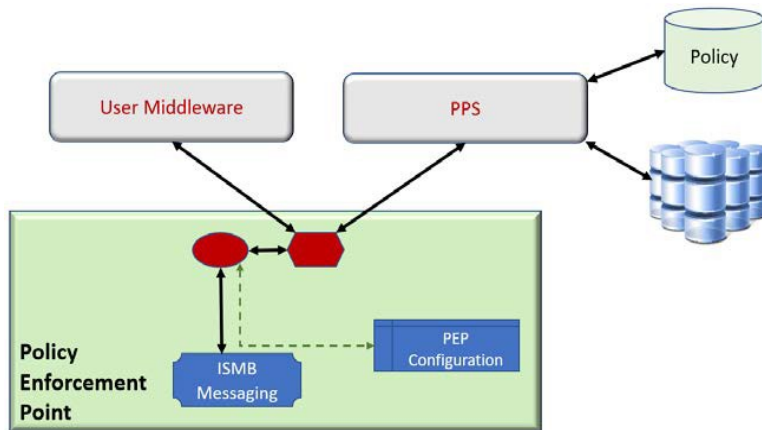 Policy
User Middleware
PPS
PEP
Configuration
Policy
Enforcement
Point
ISMB
Messaging